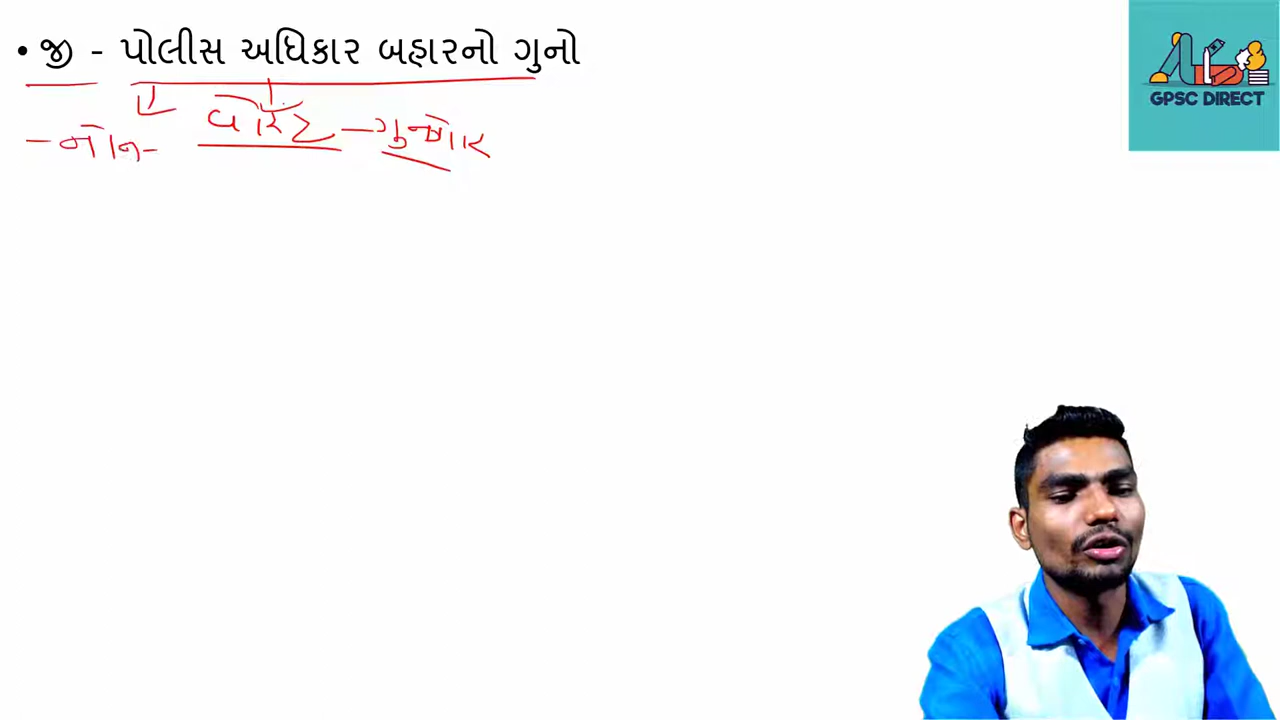 • જી - પોલીસ અધિકાર બહારનો ગુનો
- નોન - વોરંટ - ગુનેગાર
GPSC DIRECT